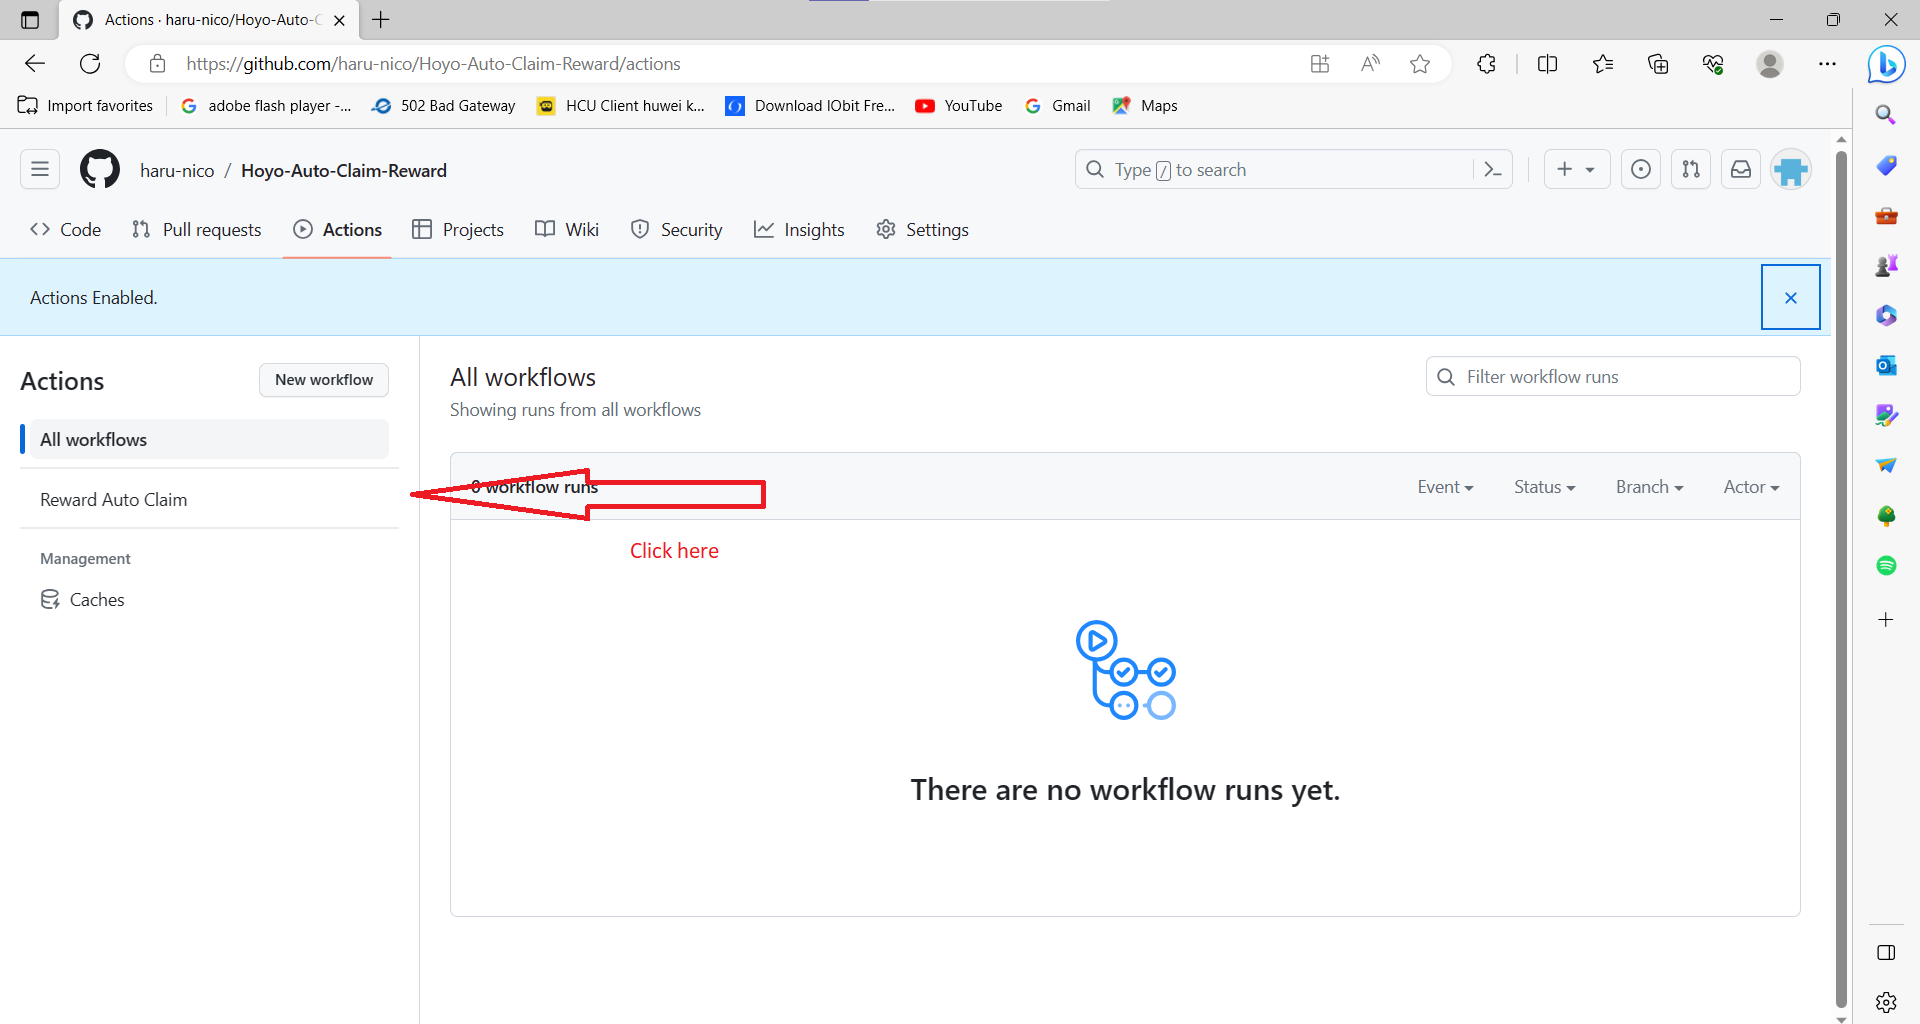 Actions · haru-nico/Hoyo-Auto-C
https://github.com/haru-nico/Hoyo-Auto-Claim-Reward/actions
Import favorites
adobe flash player -...
502 Bad Gateway
HCU Client huwei k...
Download IObit Fre...
YouTube
Gmail
Maps
haru-nico / Hoyo-Auto-Claim-Reward
Type / to search
Code
Pull requests
Actions
Projects
Wiki
Security
Insights
Settings
Actions Enabled.
Actions
New workflow
All workflows
Reward Auto Claim
Management
Caches
All workflows
Showing runs from all workflows
Filter workflow runs
0 workflow runs
Event
Status
Branch
Actor
Click here
There are no workflow runs yet.